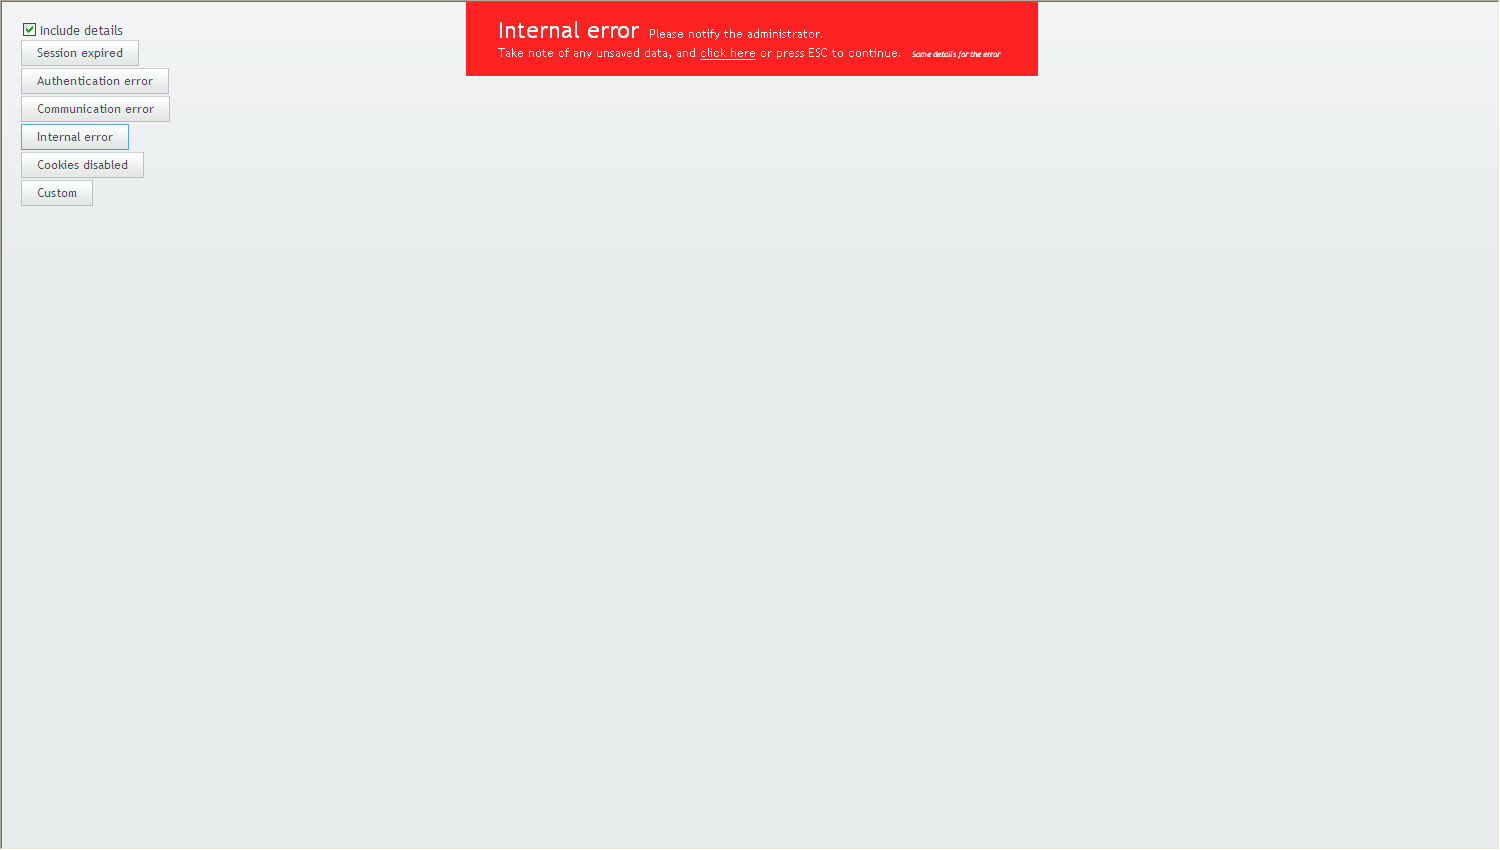 Include details
Session expired
Authentication error
Communication error
Internal error
Cookies disabled
Custom
Internal error Please notify the administrator.
Take note of any unsaved data, and click here or press ESC to continue. Some details for the error